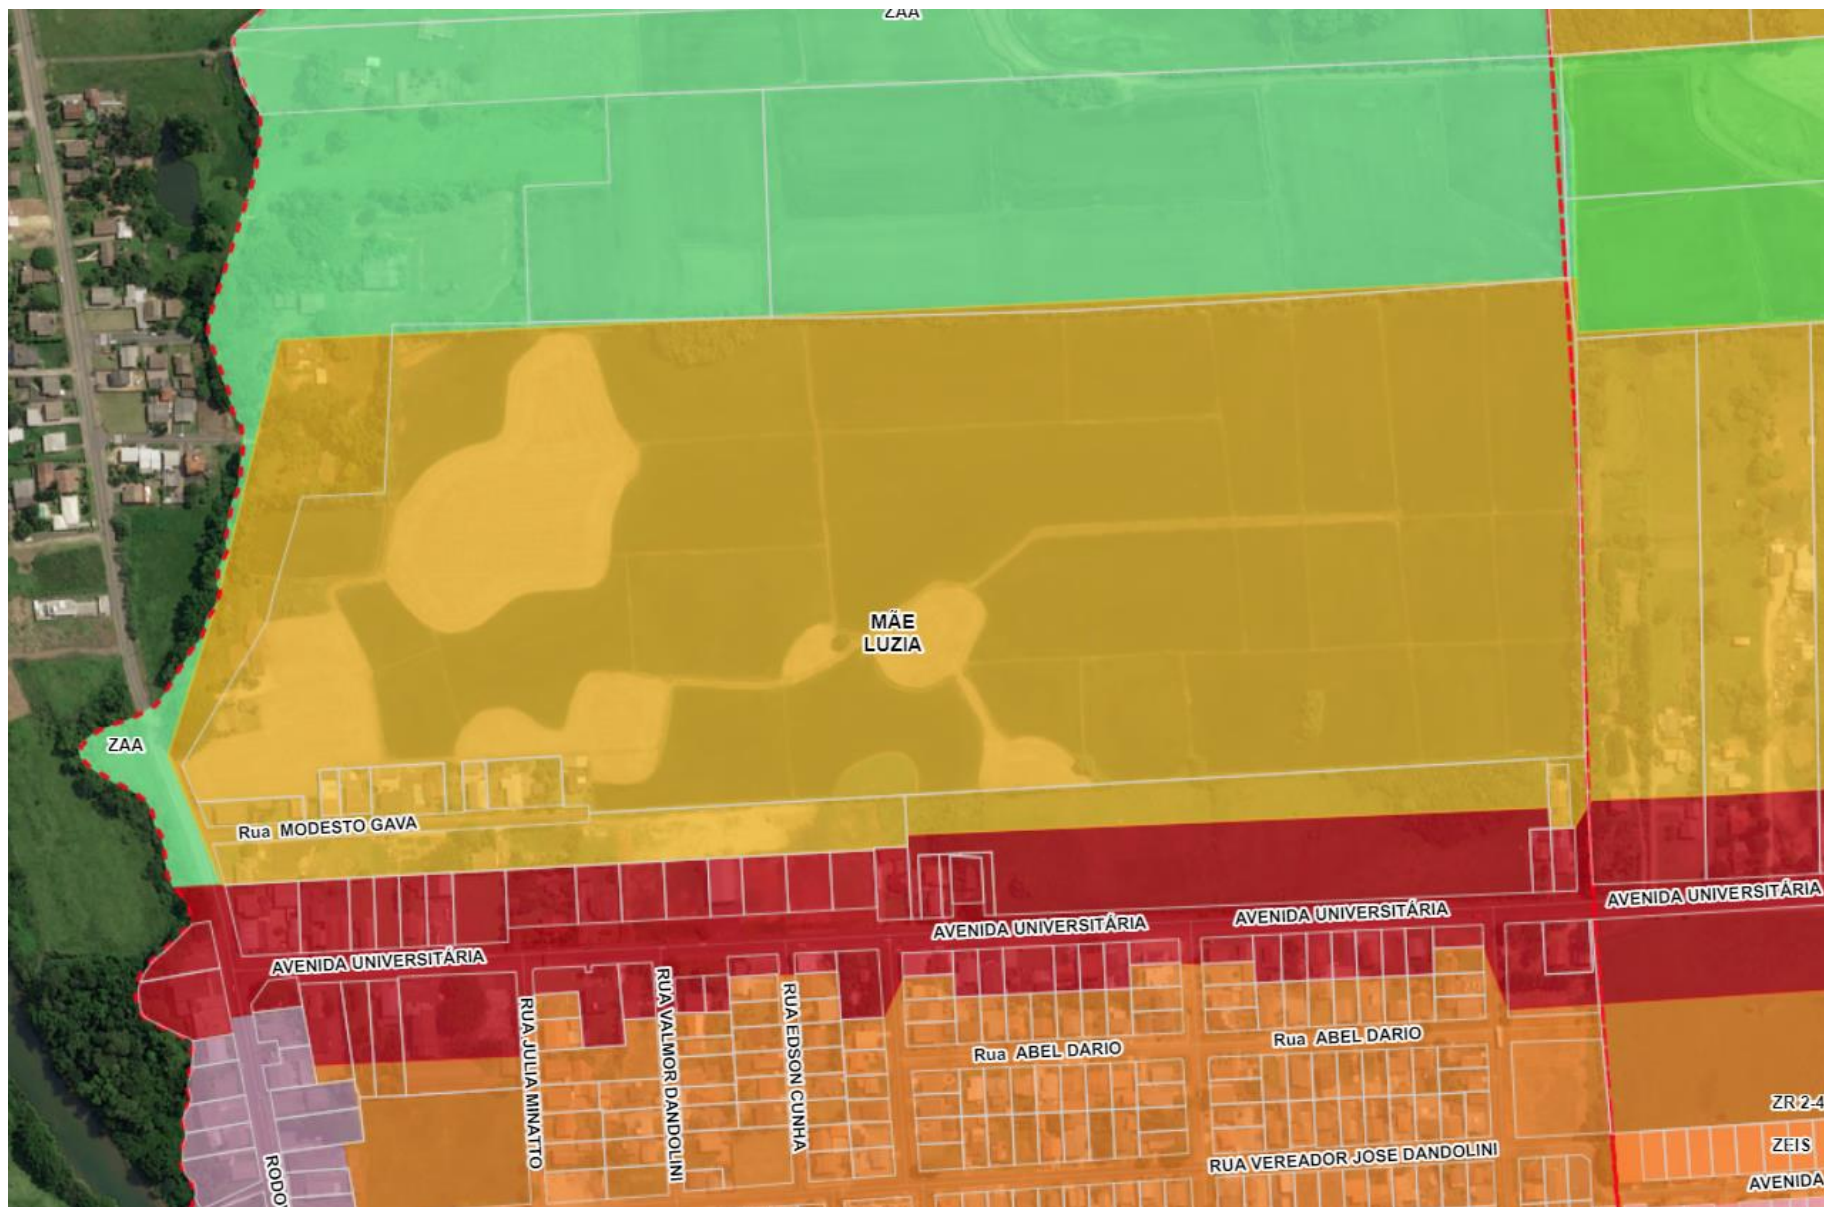 ZAA
MÃE
LUZIA
ZAA
Rua MODESTO GAVA
AVENIDA UNIVERSITÁRIA
AVENIDA UNIVERSITÁRIA
AVENIDA UNIVERSITÁRIA
AVENIDA UNIVERSITÁRIA
RUA JULIA MINATTO
RUA VALMOR DANDOLINI
RUA EDSON CUNHA
Rua ABEL DARIO
Rua ABEL DARIO
ZR 2-4
ZEIS
RUA VEREADOR JOSE DANDOLINI
AVENIDA
RODO